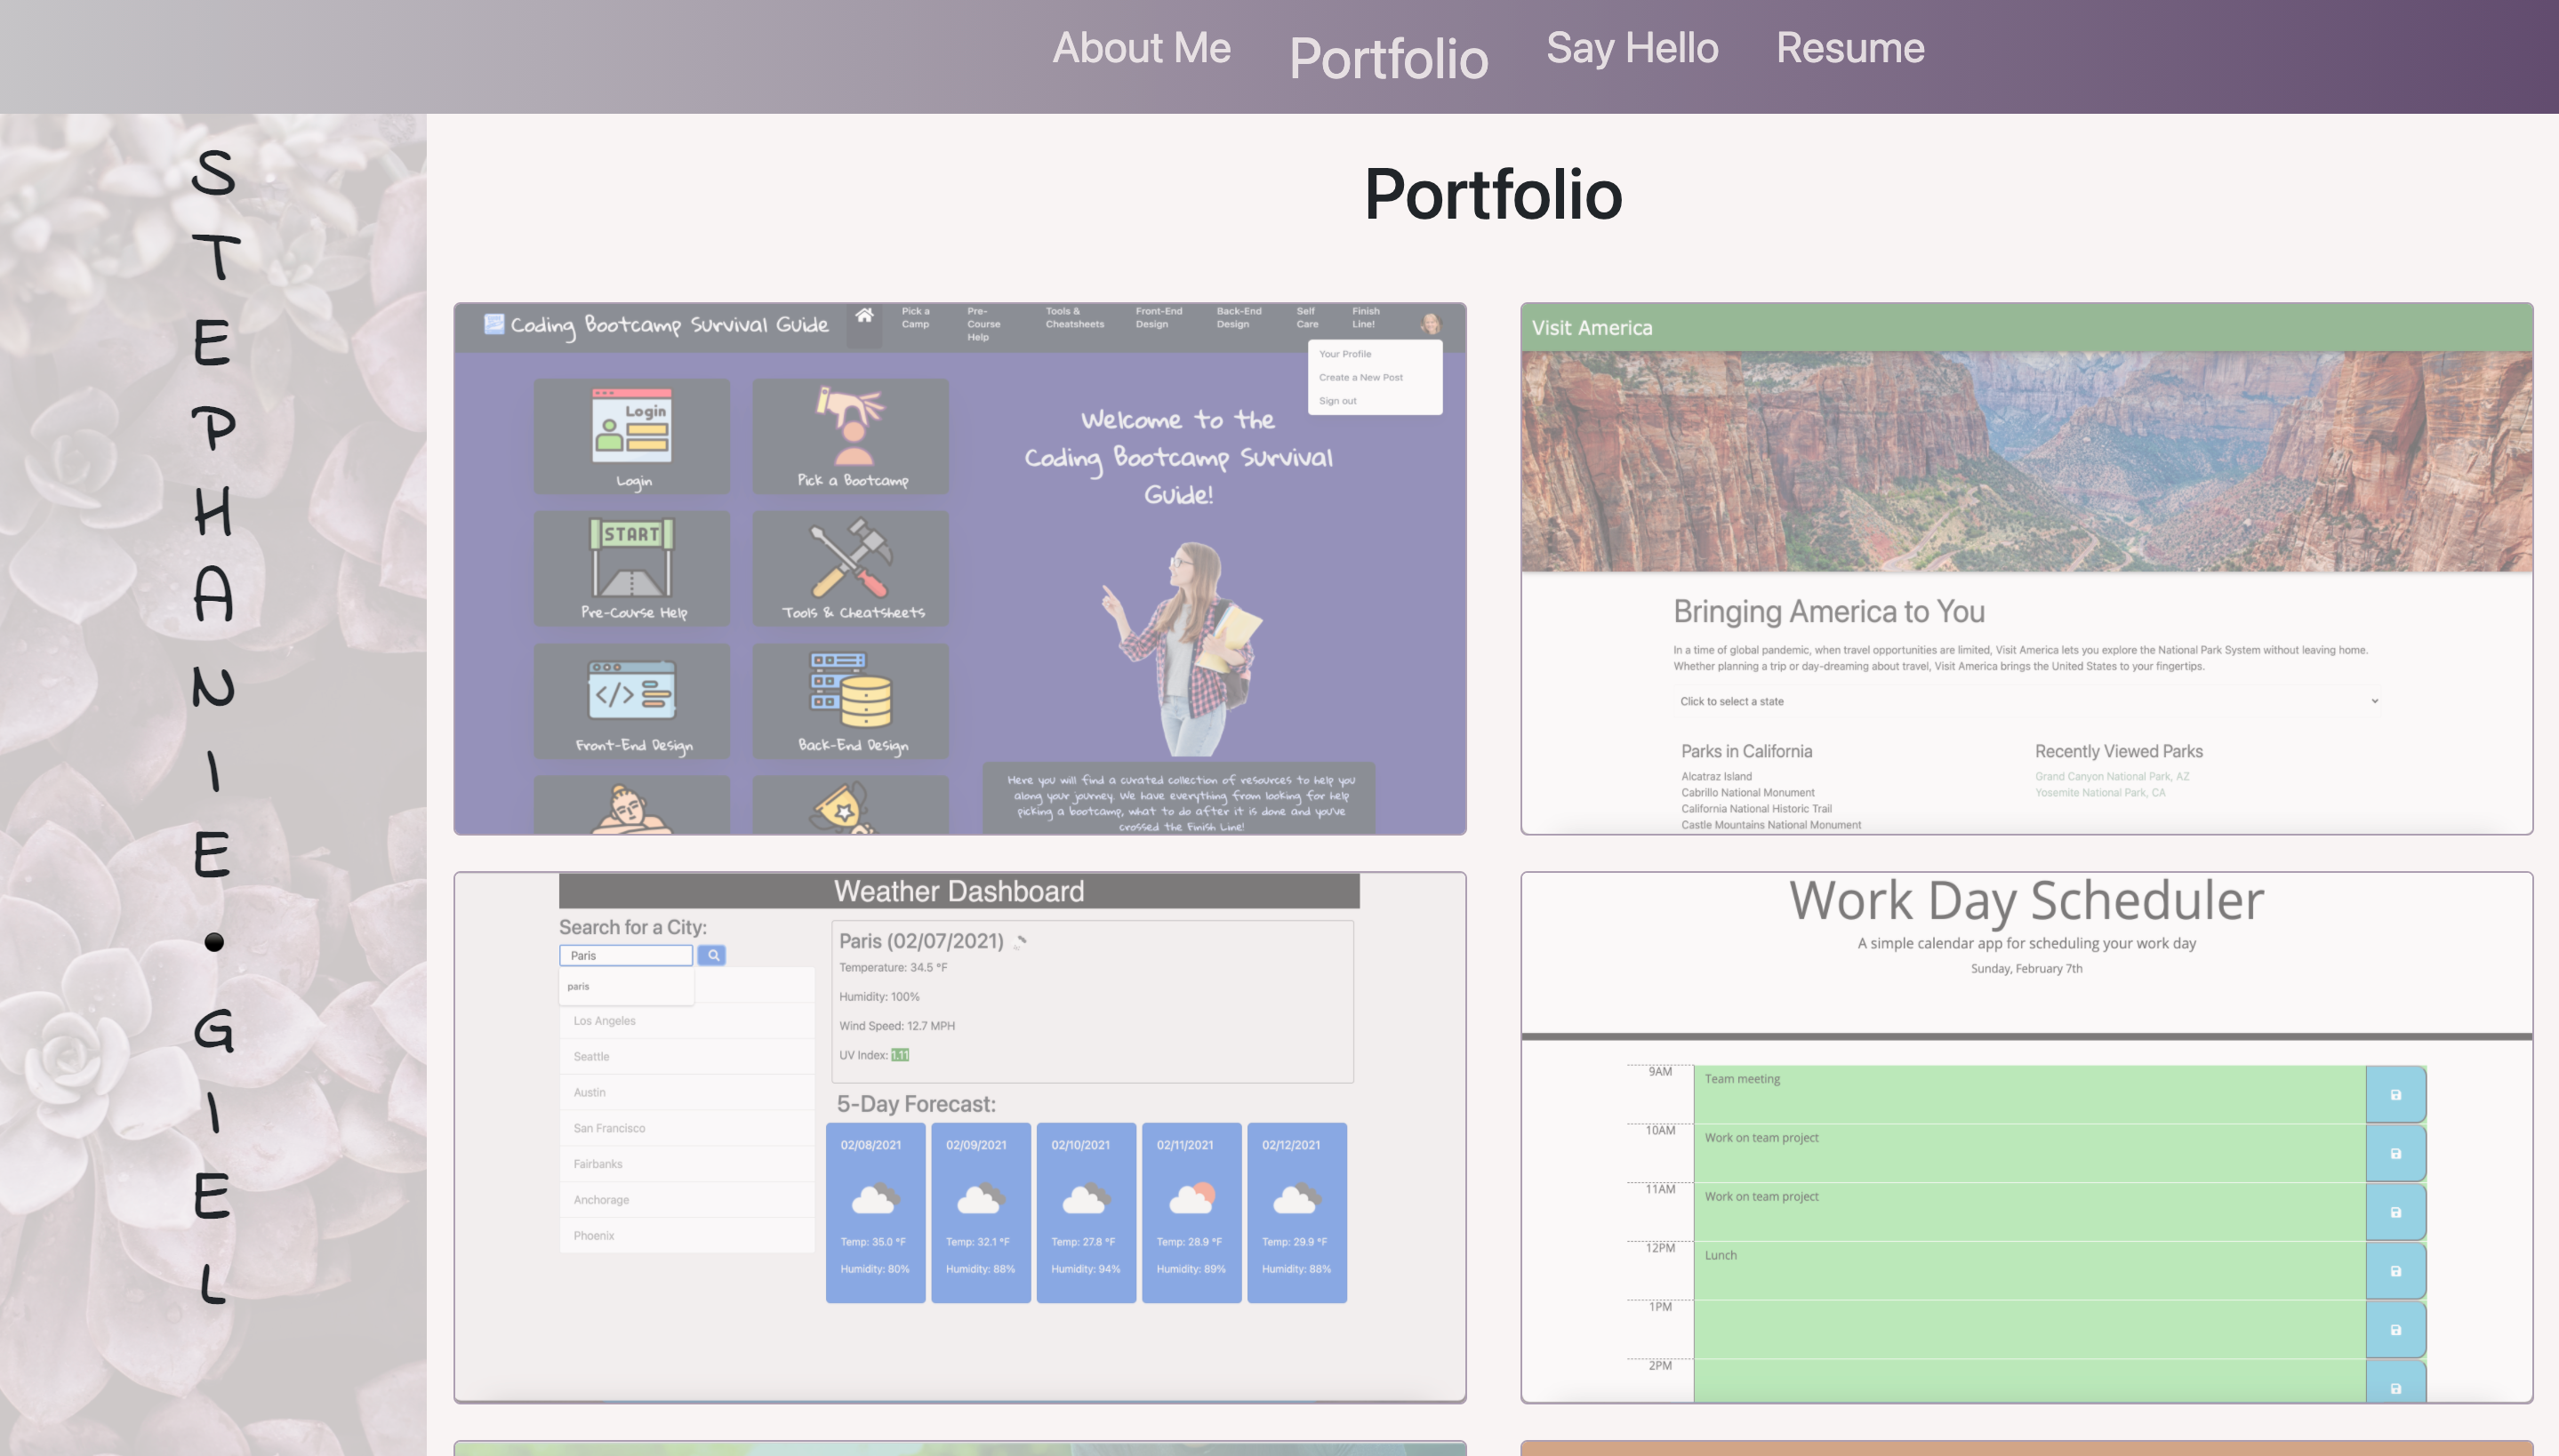 About Me Portfolio Say Hello Resume
STEPHANIE•GIEL
Portfolio
Coding Bootcamp Survival Guide
Pick a
Camp
Pre-
Course
Help
Tools &
Cheatsheets
Front-End
Design
Back-End
Design
Self
Care
Finish
Line!
Your Profile
Create a New Post
Sign out
Login
Login
Pick a Bootcamp
START
Pre-Course Help
Tools & Cheatsheets
</>
Front-End Design
Back-End Design
Welcome to the
Coding Bootcamp Survival
Guide!
Here you will find a curated collection of resources to help you
along your journey. We have everything from looking for help
picking a bootcamp, what to do after it is done and you've
crossed the Finish Line!
Visit America
Bringing America to You
In a time of global pandemic, when travel opportunities are limited, Visit America lets you explore the National Park System without leaving home.
Whether planning a trip or day-dreaming about travel, Visit America brings the United States to your fingertips.
Click to select a state
Parks in California
Alcatraz Island
Cabrillo National Monument
California National Historic Trail
Castle Mountains National Monument
Recently Viewed Parks
Grand Canyon National Park, AZ
Yosemite National Park, CA
Weather Dashboard
Search for a City:
Paris
paris
Los Angeles
Seattle
Austin
San Francisco
Fairbanks
Anchorage
Phoenix
Paris (02/07/2021)
Temperature: 34.5 °F
Humidity: 100%
Wind Speed: 12.7 MPH
UV Index: 1.11
5-Day Forecast:
02/08/2021
Temp: 35.0 °F
Humidity: 80%
02/09/2021
Temp: 32.1 °F
Humidity: 88%
02/10/2021
Temp: 27.8 °F
Humidity: 94%
02/11/2021
Temp: 28.9 °F
Humidity: 89%
02/12/2021
Temp: 29.9 °F
Humidity: 88%
Work Day Scheduler
A simple calendar app for scheduling your work day
Sunday, February 7th
9AM Team meeting
10AM Work on team project
11AM Work on team project
12PM Lunch
1PM
2PM